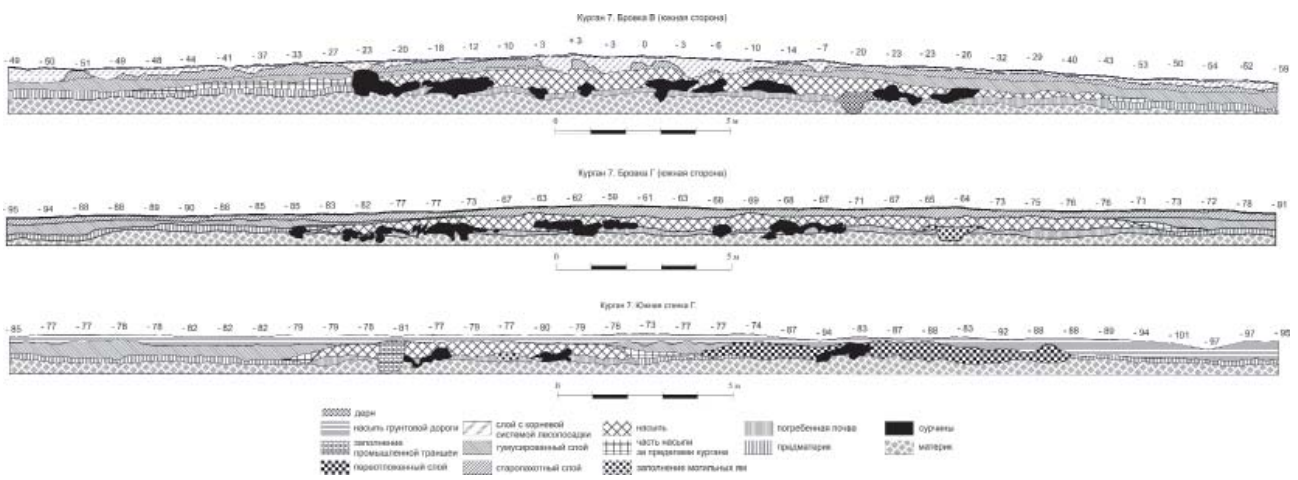 Курган 7. Бровка В (южная сторона)
- 49 - 50 - 51 - 49 - 48 - 44 - 41 - 37 - 33 - 27 - 23 - 20 - 18 - 12 - 10 + 3 + 3 - 3 - 0 - 3 - 6 - 10 - 14 - 7 - 20 - 23 - 23 - 26 - 32 - 29 - 40 - 43 - 53 - 50 - 54 - 52 - 59
0 5 м
Курган 7. Бровка Г (южная сторона)
- 95 - 94 - 88 - 88 - 90 - 88 - 85 - 85 - 83 - 82 - 77 - 77 - 73 - 67 - 63 - 62 - 59 - 61 - 63 - 68 - 69 - 68 - 67 - 71 - 67 - 65 - 64 - 73 - 75 - 76 - 76 - 71 - 73 - 72 - 78 - 91
0 5 м
Курган 7. Южная стенка Г.
- 85 - 77 - 77 - 78 - 78 - 82 - 82 - 82 - 79 - 78 - 81 - 77 - 79 - 77 - 80 - 79 - 76 - 73 - 77 - 77 - 74 - 87 - 94 - 83 - 87 - 88 - 83 - 92 - 88 - 88 - 94 - 101 - 97 - 97 - 95
0 5 м
дерн
насыпь грунтовой дороги
заполнение
промышленной траншеи
переотложенный слой
слой с корневой
системой лесопосадки
гумусированный слой
старопахотный слой
насыпь
часть насыпи
за пределами кургана
заполнение могильных ям
погребенная почва
предматерик
сурчины
материк